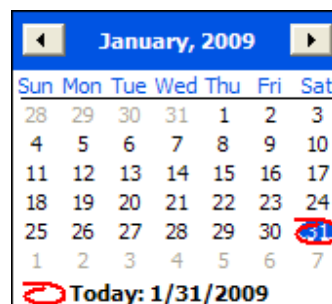 January, 2009
Sun Mon Tue Wed Thu Fri Sat
28 29 30 31 1 2 3
4 5 6 7 8 9 10
11 12 13 14 15 16 17
18 19 20 21 22 23 24
25 26 27 28 29 30 31
1 2 3 4 5 6 7
Today: 1/31/2009